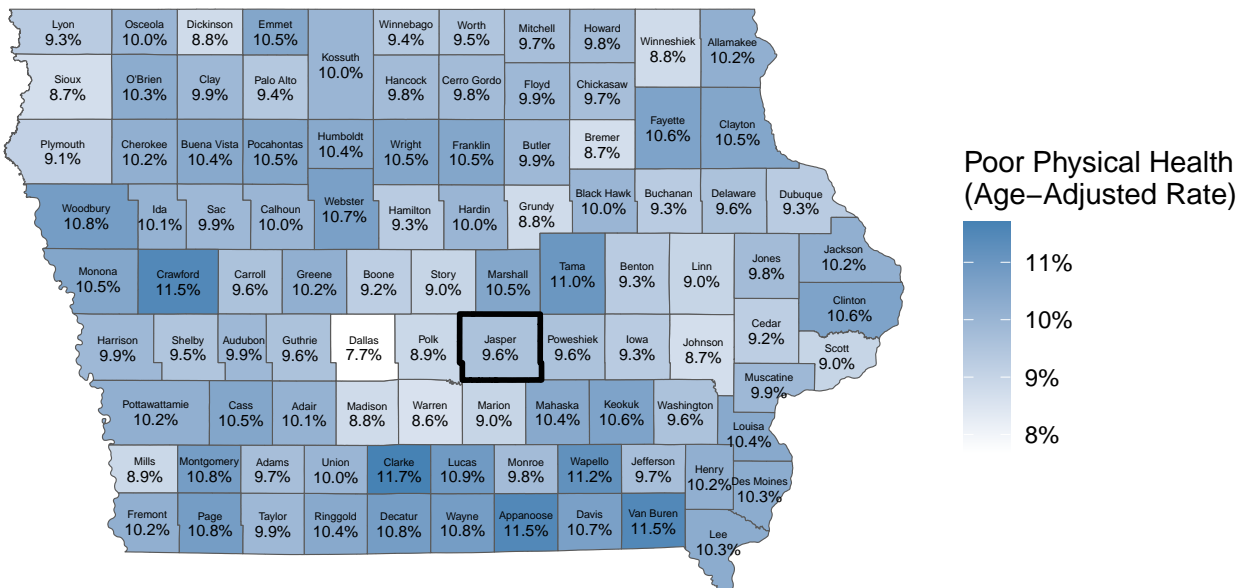 Lyon
9.3%
Osceola
10.0%
Dickinson
8.8%
Emmet
10.5%
Kossuth
10.0%
Winnebago
9.4%
Worth
9.5%
Mitchell
9.7%
Howard
9.8%
Winneshiek
8.8%
Allamakee
10.2%
Sioux
8.7%
O'Brien
10.3%
Clay
9.9%
Palo Alto
9.4%
Hancock
9.8%
Cerro Gordo
9.8%
Floyd
9.9%
Chickasaw
9.7%
Fayette
10.6%
Clayton
10.5%
Plymouth
9.1%
Cherokee
10.2%
Buena Vista
10.4%
Pocahontas
10.5%
Humboldt
10.4%
Wright
10.5%
Franklin
10.5%
Butler
9.9%
Bremer
8.7%
Woodbury
10.8%
Ida
10.1%
Sac
9.9%
Calhoun
10.0%
Webster
10.7%
Hamilton
9.3%
Hardin
10.0%
Grundy
8.8%
Black Hawk
10.0%
Buchanan
9.3%
Delaware
9.6%
Dubuque
9.3%
Monona
10.5%
Crawford
11.5%
Carroll
9.6%
Greene
10.2%
Boone
9.2%
Story
9.0%
Marshall
10.5%
Tama
11.0%
Benton
9.3%
Linn
9.0%
Jones
9.8%
Jackson
10.2%
Clinton
10.6%
Harrison
9.9%
Shelby
9.5%
Audubon
9.9%
Guthrie
9.6%
Dallas
7.7%
Polk
8.9%
Jasper
9.6%
Poweshiek
9.6%
Iowa
9.3%
Johnson
8.7%
Cedar
9.2%
Scott
9.0%
Muscatine
9.9%
Pottawattamie
10.2%
Cass
10.5%
Adair
10.1%
Madison
8.8%
Warren
8.6%
Marion
9.0%
Mahaska
10.4%
Keokuk
10.6%
Washington
9.6%
Louisa
10.4%
Mills
8.9%
Montgomery
10.8%
Adams
9.7%
Union
10.0%
Clarke
11.7%
Lucas
10.9%
Monroe
9.8%
Wapello
11.2%
Jefferson
9.7%
Henry
10.2%
Des Moines
10.3%
Fremont
10.2%
Page
10.8%
Taylor
9.9%
Ringgold
10.4%
Decatur
10.8%
Wayne
10.8%
Appanoose
11.5%
Davis
10.7%
Van Buren
11.5%
Lee
10.3%
Poor Physical Health
(Age−Adjusted Rate)
11%
10%
9%
8%